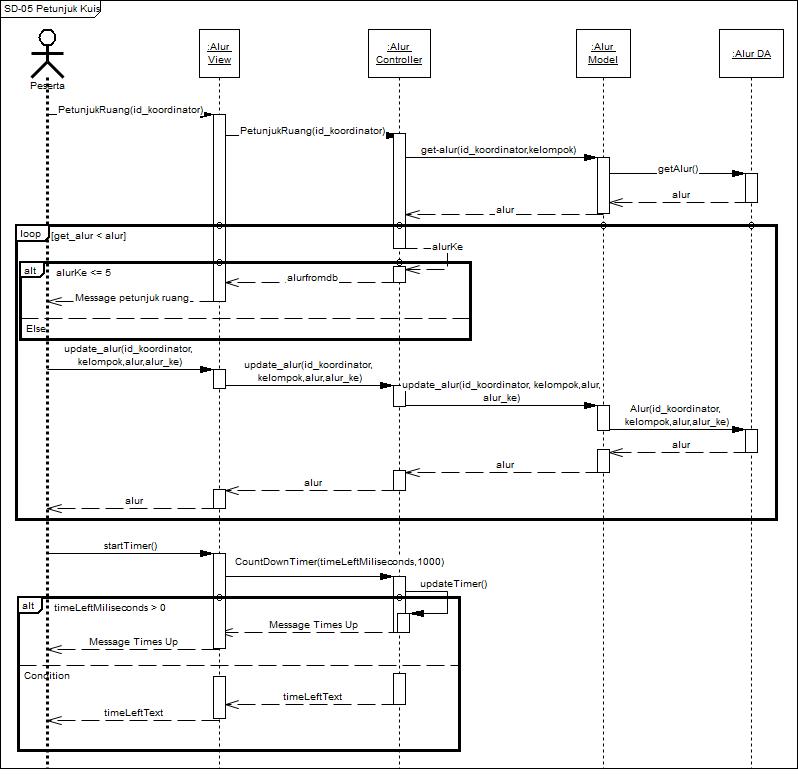 SD-05 Petunjuk Kuis
:Alur
View
:Alur
Controller
:Alur
Model
:Alur DA
Peserta
PetunjukRuang(id_koordinator)
PetunjukRuang(id_koordinator)
get-alur(id_koordinator,kelompok)
getAlur()
alur
alur
loop
[get_alur < alur]
alurKe
alt
alurKe <= 5
alurfromdb
Message petunjuk ruang
Else
update_alur(id_koordinator,
kelompok,alur,alur_ke)
update_alur(id_koordinator,
kelompok,alur,alur_ke)
update_alur(id_koordinator, kelompok,alur,
alur_ke)
Alur(id_koordinator,
kelompok,alur,alur_ke)
alur
alur
alur
alur
startTimer()
CountDownTimer(timeLeftMiliseconds,1000)
updateTimer()
alt
timeLeftMiliseconds > 0
Message Times Up
Message Times Up
Condition
timeLeftText
timeLeftText